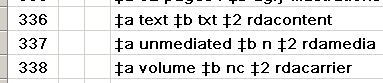 336 ‡a text ‡b txt ‡2 rdacontent
337 ‡a unmediated ‡b n ‡2 rdamedia
338 ‡a volume ‡b nc ‡2 rdacarrier